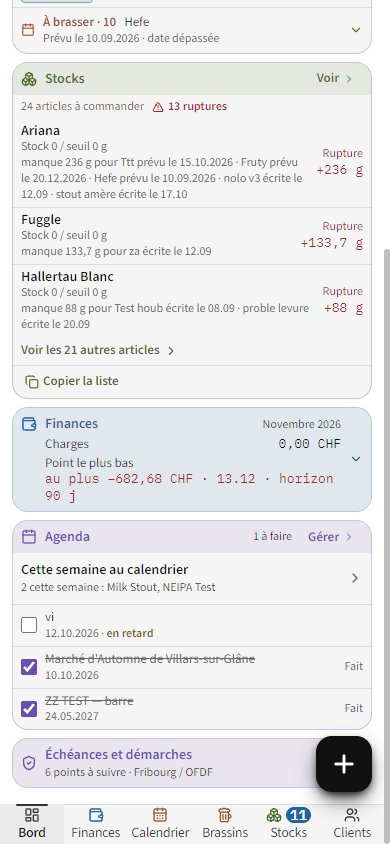 À brasser · 10 Hefe
Prévu le 10.09.2026 · date dépassée
Stocks
Voir
24 articles à commander
13 ruptures
Ariana
Stock 0 / seuil 0 g
manque 236 g pour Ttt prévu le 15.10.2026 · Fruty prévu
le 20.12.2026 · Hefe prévu le 10.09.2026 · nolo v3 écrite le
12.09 · stout amère écrite le 17.10
Rupture
+236 g
Fuggle
Stock 0 / seuil 0 g
manque 133,7 g pour za écrite le 12.09
Rupture
+133,7 g
Hallertau Blanc
Stock 0 / seuil 0 g
manque 88 g pour Test houb écrite le 08.09 · proble levure
écrite le 20.09
Rupture
+88 g
Voir les 21 autres articles
Copier la liste
Finances
Novembre 2026
Charges
0,00 CHF
Point le plus bas
au plus −682,68 CHF · 13.12 · horizon
90 j
Agenda
1 à faire
Gérer
Cette semaine au calendrier
2 cette semaine : Milk Stout, NEIPA Test
vi
12.10.2026 · en retard
Marché d'Automne de Villars-sur-Glâne
10.10.2026
Fait
ZZ TEST — barre
24.05.2027
Fait
Échéances et démarches
6 points à suivre · Fribourg / OFDF
Bord
Finances
Calendrier
Brassins
11
Stocks
Clients